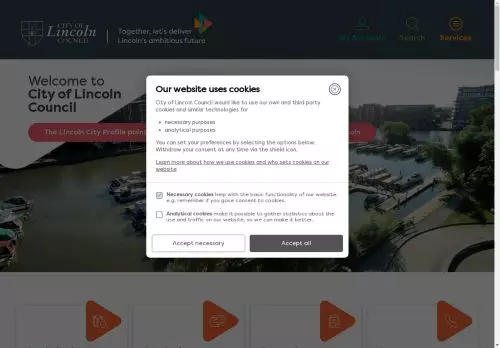 CITY OF
Lincoln
COUNCIL
Together, let's deliver
Lincoln's ambitious future
My Account
Search
Services
Welcome to
City of Lincoln
Council
The Lincoln City Profile
Our website uses cookies
City of Lincoln Council would like to use our own and third party
cookies and similar technologies for
necessary purposes
analytical purposes
You can set your preferences by selecting the options below.
Withdraw your consent at any time via the shield icon.
Learn more about how we use cookies and who sets cookies on our
website
Necessary cookies help with the basic functionality of our website,
e.g. remember if you gave consent to cookies.
Analytical cookies make it possible to gather statistics about the
use and traffic on our website, so we can make it better.
Accept necessary
Accept all